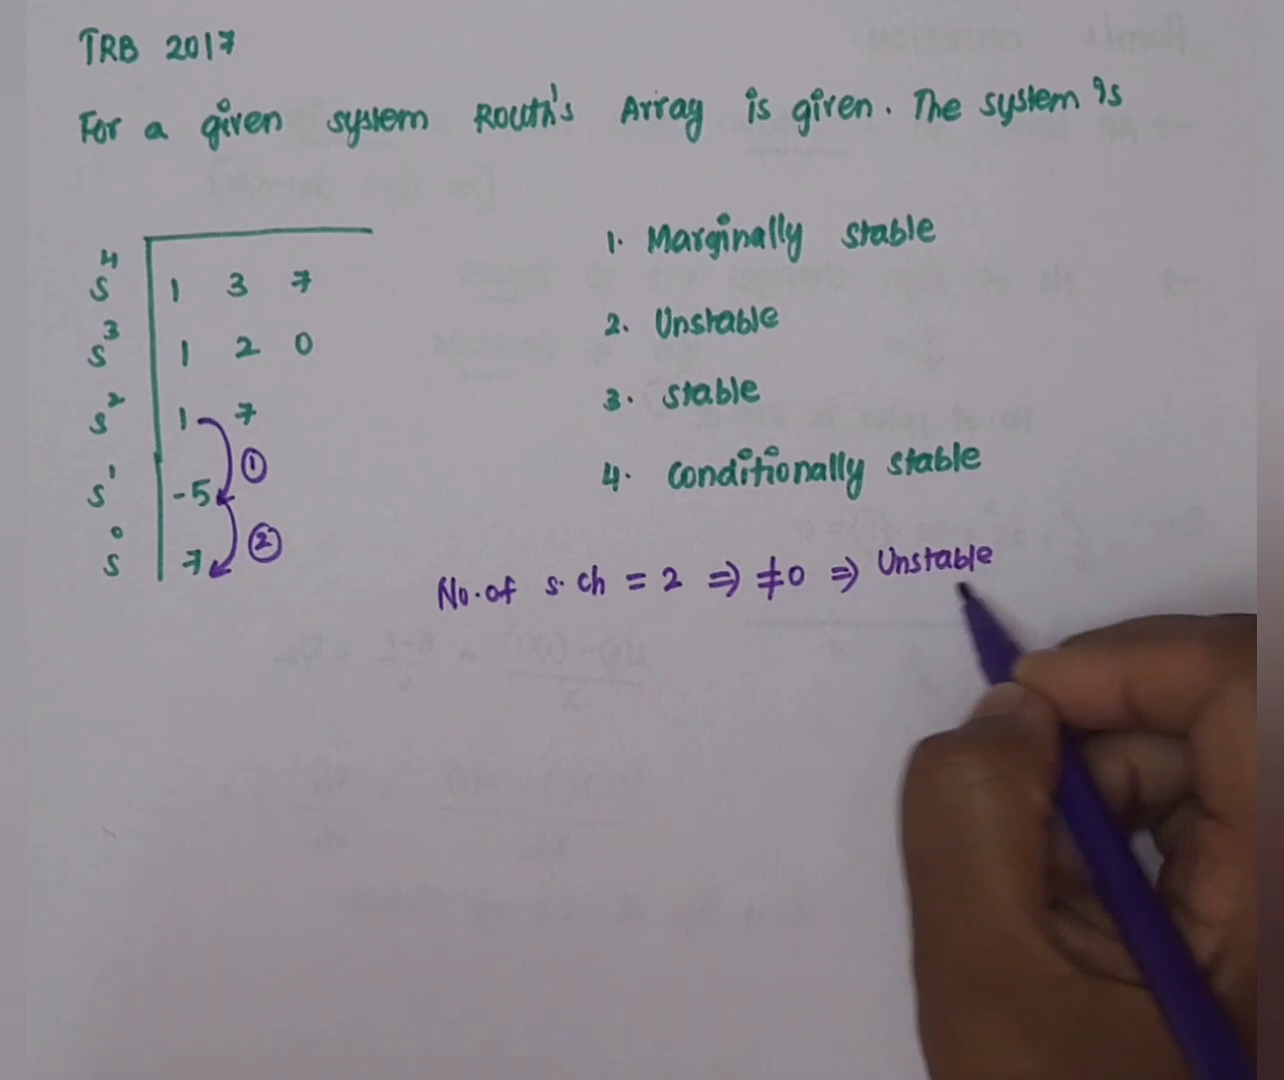 TRB 2017
For a given system Routh's Array is given. The system is
s⁴ 1 3 7
s³ 1 2 0
s² 1 7
①
s¹ -5
②
s⁰ 7
1. Marginally stable
2. Unstable
3. stable
4. conditionally stable
No. of s. ch = 2 ⇒ ≠0 ⇒ Unstable